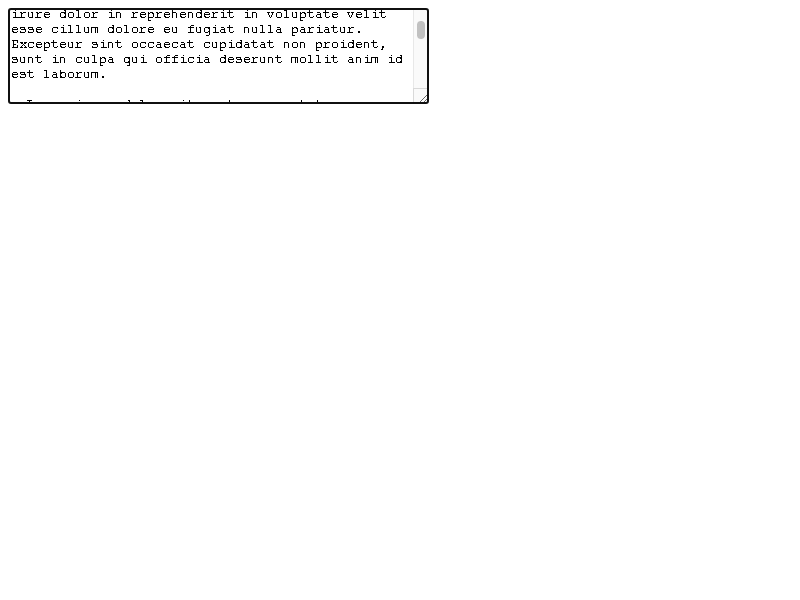 irure dolor in reprehenderit in voluptate velit
esse cillum dolore eu fugiat nulla pariatur.
Excepteur sint occaecat cupidatat non proident,
sunt in culpa qui officia deserunt mollit anim id
est laborum.